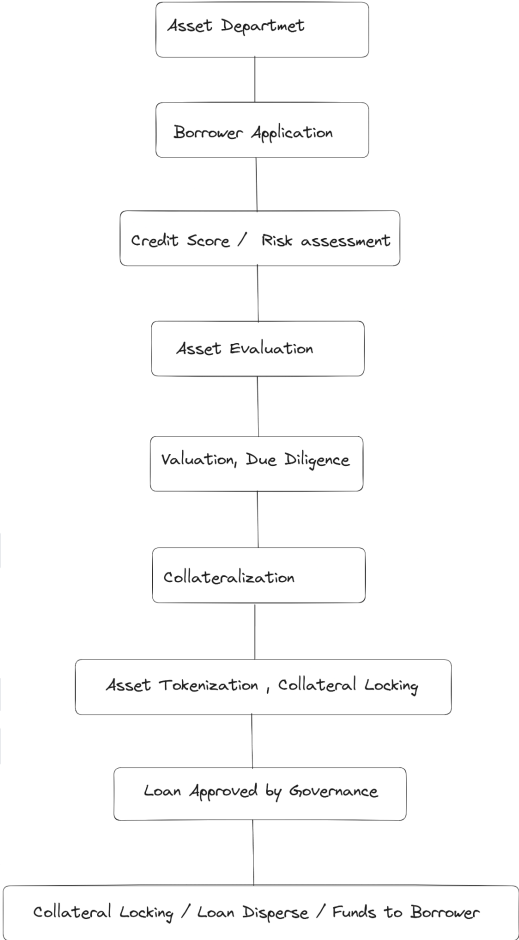 Asset Departmet
Borrower Application
Credit Score / Risk assessment
Asset Evaluation
Valuation, Due Diligence
Collateralization
Asset Tokenization , Collateral Locking
Loan Approved by Governance
Collateral Locking / Loan Disperse / Funds to Borrower